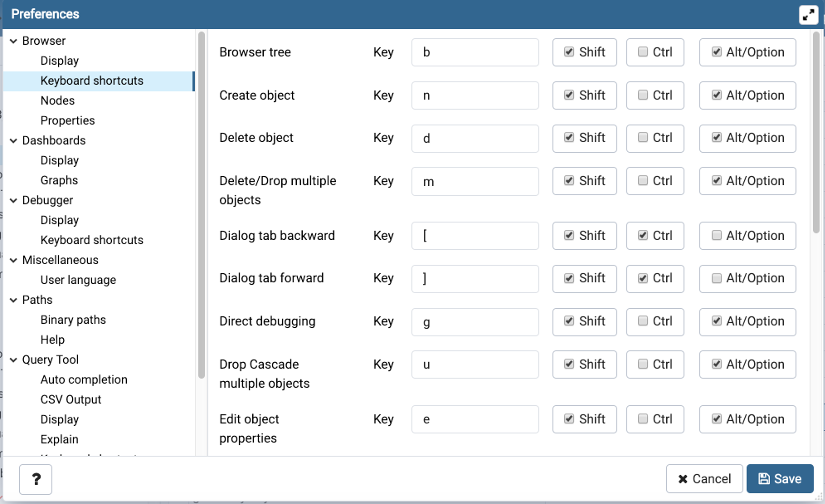 Preferences
Browser
Display
Keyboard shortcuts
Nodes
Properties
Dashboards
Display
Graphs
Debugger
Display
Keyboard shortcuts
Miscellaneous
User language
Paths
Binary paths
Help
Query Tool
Auto completion
CSV Output
Display
Explain
Browser tree Key b Shift Ctrl Alt/Option
Create object Key n Shift Ctrl Alt/Option
Delete object Key d Shift Ctrl Alt/Option
Delete/Drop multiple Key m Shift Ctrl Alt/Option
objects
Dialog tab backward Key [ Shift Ctrl Alt/Option
Dialog tab forward Key ] Shift Ctrl Alt/Option
Direct debugging Key g Shift Ctrl Alt/Option
Drop Cascade Key u Shift Ctrl Alt/Option
multiple objects
Edit object Key e Shift Ctrl Alt/Option
properties
? Cancel Save